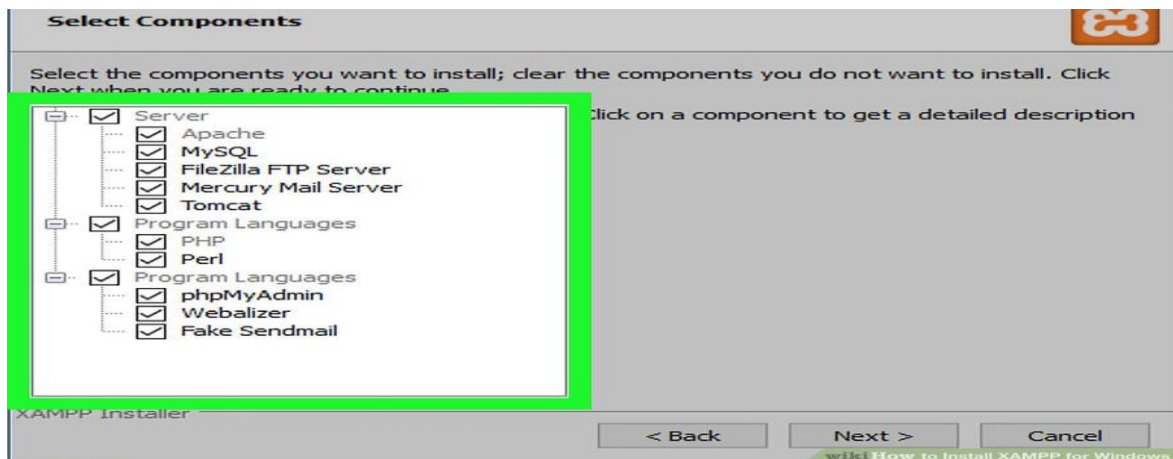 Select Components
Select the components you want to install; clear the components you do not want to install. Click
Next when you are ready to continue.
Click on a component to get a detailed description
Server
Apache
MySQL
FileZilla FTP Server
Mercury Mail Server
Tomcat
Program Languages
PHP
Perl
Program Languages
phpMyAdmin
Webalizer
Fake Sendmail
XAMPP Installer
< Back
Next >
Cancel
wikiHow to Install XAMPP for Windows